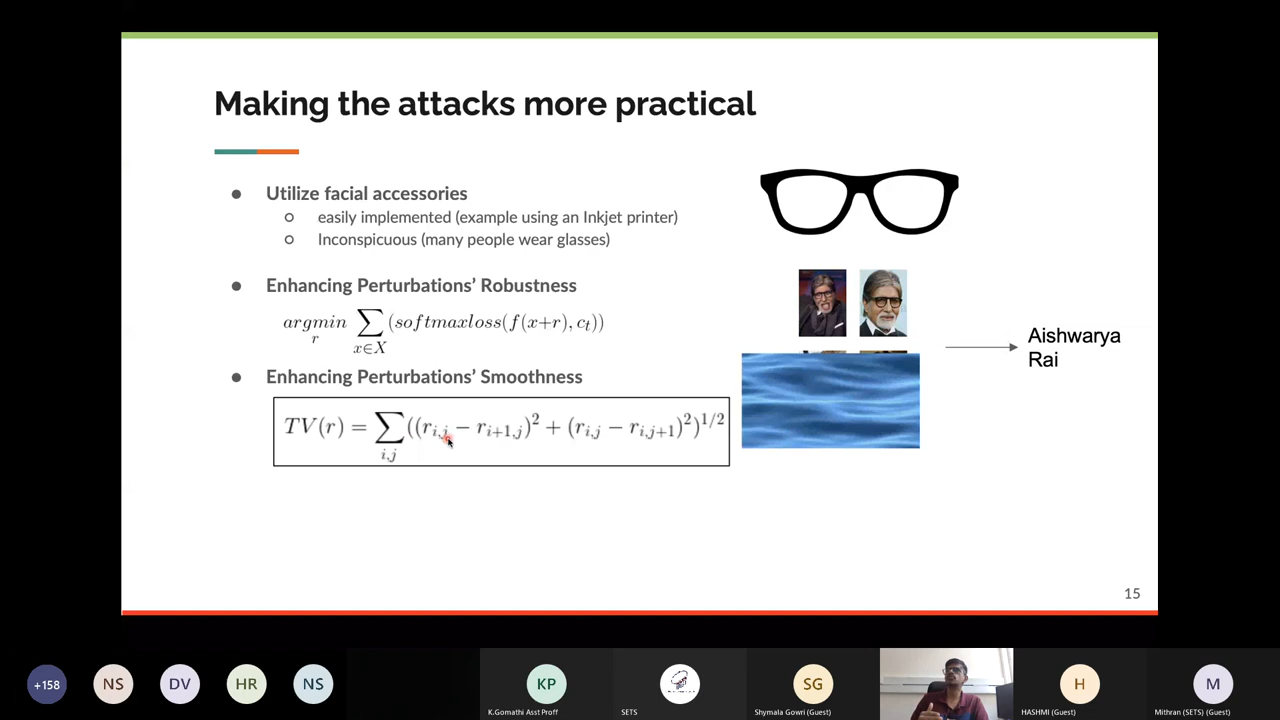 Making the attacks more practical
● Utilize facial accessories
○ easily implemented (example using an Inkjet printer)
○ Inconspicuous (many people wear glasses)
● Enhancing Perturbations’ Robustness
argmin ∑ (softmaxloss(f(x+r), c_t))
r x∈X
● Enhancing Perturbations’ Smoothness
TV(r) = ∑ ((r_{i,j} − r_{i+1,j})^2 + (r_{i,j} − r_{i,j+1})^2)^{1/2}
i,j
Aishwarya
Rai
15
+158
NS
DV
HR
NS
KP
SG
H
M
K.Gomathi Asst Proff
SETS
Shymala Gowri (Guest)
HASHMI (Guest)
Mithran (SETS) (Guest)